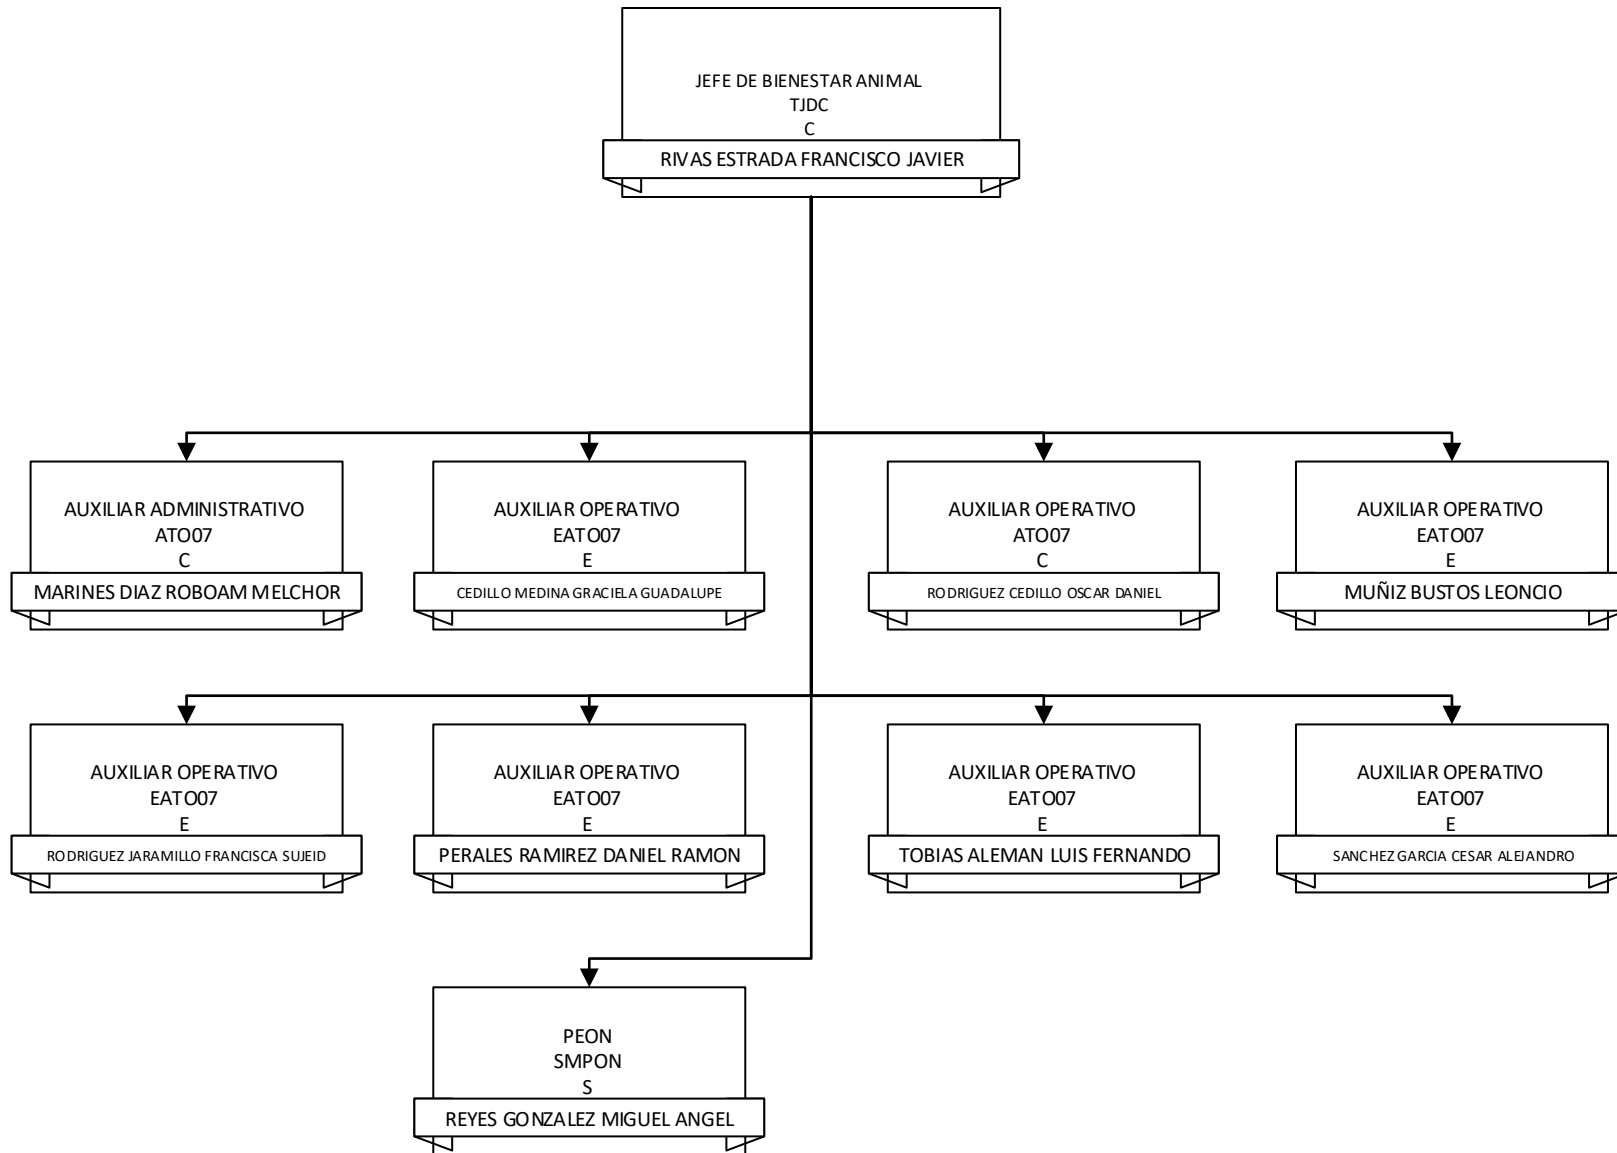 JEFE DE BIENESTAR ANIMAL
TJDC
C
RIVAS ESTRADA FRANCISCO JAVIER
AUXILIAR ADMINISTRATIVO
ATO07
C
MARINES DIAZ ROBOAM MELCHOR
AUXILIAR OPERATIVO
EATO07
E
CEDILLO MEDINA GRACIELA GUADALUPE
AUXILIAR OPERATIVO
ATO07
C
RODRIGUEZ CEDILLO OSCAR DANIEL
AUXILIAR OPERATIVO
EATO07
E
MUÑIZ BUSTOS LEONCIO
AUXILIAR OPERATIVO
EATO07
E
RODRIGUEZ JARAMILLO FRANCISCA SUJEID
AUXILIAR OPERATIVO
EATO07
E
PERALES RAMIREZ DANIEL RAMON
AUXILIAR OPERATIVO
EATO07
E
TOBIAS ALEMAN LUIS FERNANDO
AUXILIAR OPERATIVO
EATO07
E
SANCHEZ GARCIA CESAR ALEJANDRO
PEON
SMPON
S
REYES GONZALEZ MIGUEL ANGEL